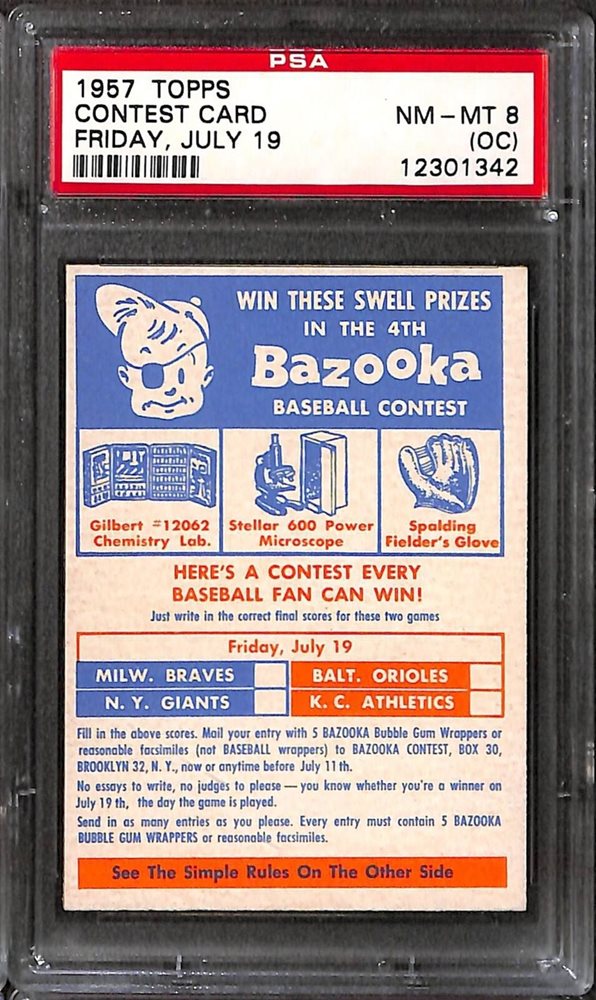 PSA
1957 TOPPS
CONTEST CARD
FRIDAY, JULY 19
NM-MT 8
(OC)
12301342
WIN THESE SWELL PRIZES
IN THE 4TH
Bazooka
BASEBALL CONTEST
Gilbert #12062
Chemistry Lab.
Stellar 600 Power
Microscope
Spalding
Fielder's Glove
HERE'S A CONTEST EVERY
BASEBALL FAN CAN WIN!
Just write in the correct final scores for these two games
Friday, July 19
MILW. BRAVES
N. Y. GIANTS
BALT. ORIOLES
K. C. ATHLETICS
Fill in the above scores. Mail your entry with 5 BAZOOKA Bubble Gum Wrappers or
reasonable facsimiles (not BASEBALL wrappers) to BAZOOKA CONTEST, BOX 30,
BROOKLYN 32, N. Y., now or anytime before July 11th.
No essays to write, no judges to please — you know whether you're a winner on
July 19 th, the day the game is played.
Send in as many entries as you please. Every entry must contain 5 BAZOOKA
BUBBLE GUM WRAPPERS or reasonable facsimiles.
See The Simple Rules On The Other Side